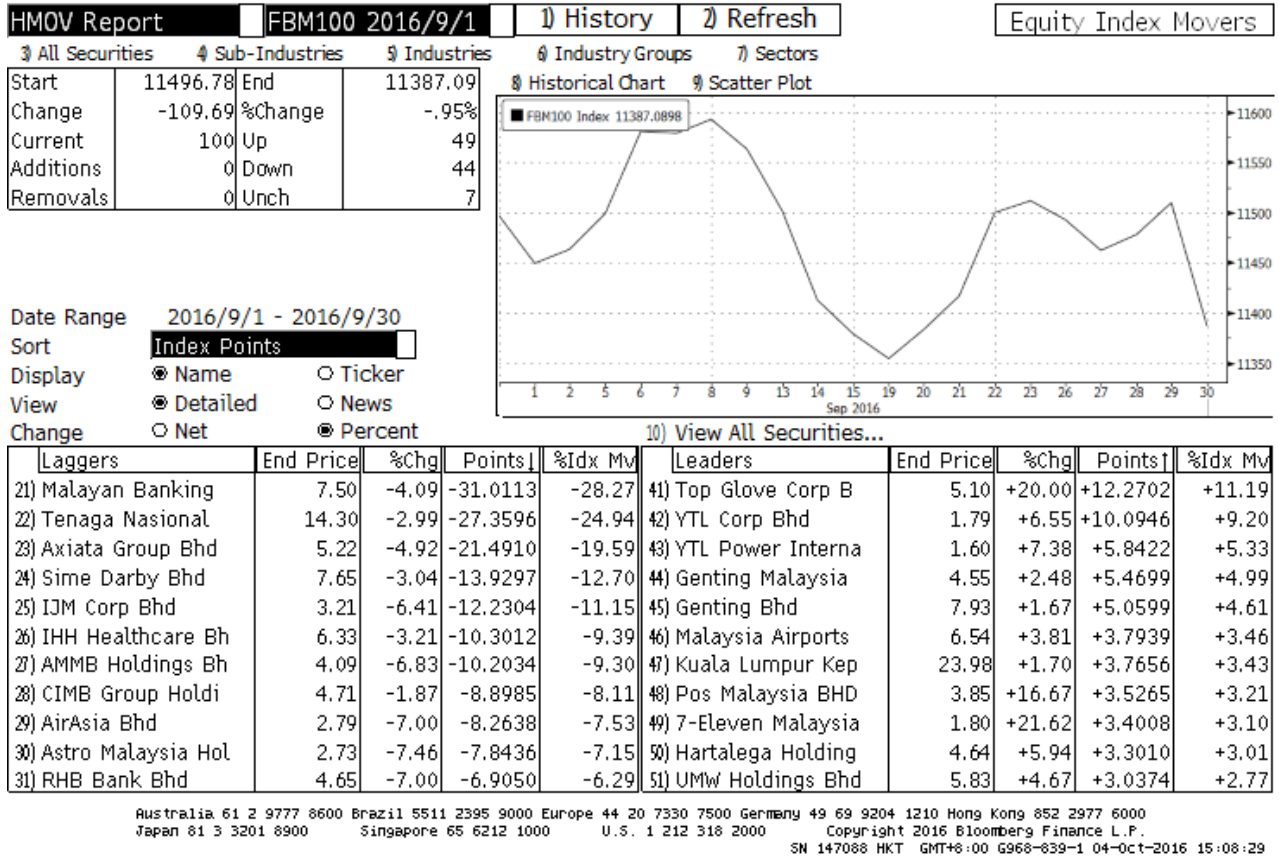 HMOV Report FBM100 2016/9/1 1) History 2) Refresh Equity Index Movers
3) All Securities 4) Sub-Industries 5) Industries 6) Industry Groups 7) Sectors
Start 11496.78 End 11387.09
Change -109.69 %Change -.95%
Current 100 Up 49
Additions 0 Down 44
Removals 0 Unch 7
8) Historical Chart 9) Scatter Plot
FBM100 Index 11387.0898
11600
11550
11500
11450
11400
11350
1 2 5 6 7 8 9 13 14 15 19 20 21 22 23 26 27 28 29 30
Sep 2016
Date Range 2016/9/1 - 2016/9/30
Sort Index Points
Display Name Ticker
View Detailed News
Change Net Percent
10) View All Securities...
Laggers End Price %Chg Points↓ %Idx Mv Leaders End Price %Chg Points↑ %Idx Mv
21) Malayan Banking 7.50 -4.09 -31.0113 -28.27 41) Top Glove Corp B 5.10 +20.00 +12.2702 +11.19
22) Tenaga Nasional 14.30 -2.99 -27.3596 -24.94 42) YTL Corp Bhd 1.79 +6.55 +10.0946 +9.20
23) Axiata Group Bhd 5.22 -4.92 -21.4910 -19.59 43) YTL Power Interna 1.60 +7.38 +5.8422 +5.33
24) Sime Darby Bhd 7.65 -3.04 -13.9297 -12.70 44) Genting Malaysia 4.55 +2.48 +5.4699 +4.99
25) IJM Corp Bhd 3.21 -6.41 -12.2304 -11.15 45) Genting Bhd 7.93 +1.67 +5.0599 +4.61
26) IHH Healthcare Bh 6.33 -3.21 -10.3012 -9.39 46) Malaysia Airports 6.54 +3.81 +3.7939 +3.46
27) AMMB Holdings Bh 4.09 -6.83 -10.2034 -9.30 47) Kuala Lumpur Kep 23.98 +1.70 +3.7656 +3.43
28) CIMB Group Holdi 4.71 -1.87 -8.8985 -8.11 48) Pos Malaysia BHD 3.85 +16.67 +3.5265 +3.21
29) AirAsia Bhd 2.79 -7.00 -8.2638 -7.53 49) 7-Eleven Malaysia 1.80 +21.62 +3.4008 +3.10
30) Astro Malaysia Hol 2.73 -7.46 -7.8436 -7.15 50) Hartalega Holding 4.64 +5.94 +3.3010 +3.01
31) RHB Bank Bhd 4.65 -7.00 -6.9050 -6.29 51) UMW Holdings Bhd 5.83 +4.67 +3.0374 +2.77
Australia 61 2 9777 8600 Brazil 5511 2395 9000 Europe 44 20 7330 7500 Germany 49 69 9204 1210 Hong Kong 852 2977 6000
Japan 81 3 3201 8900 Singapore 65 6212 1000 U.S. 1 212 318 2000 Copyright 2016 Bloomberg Finance L.P.
SN 147088 HKT GMT+8:00 G968-839-1 04-Oct-2016 15:08:29